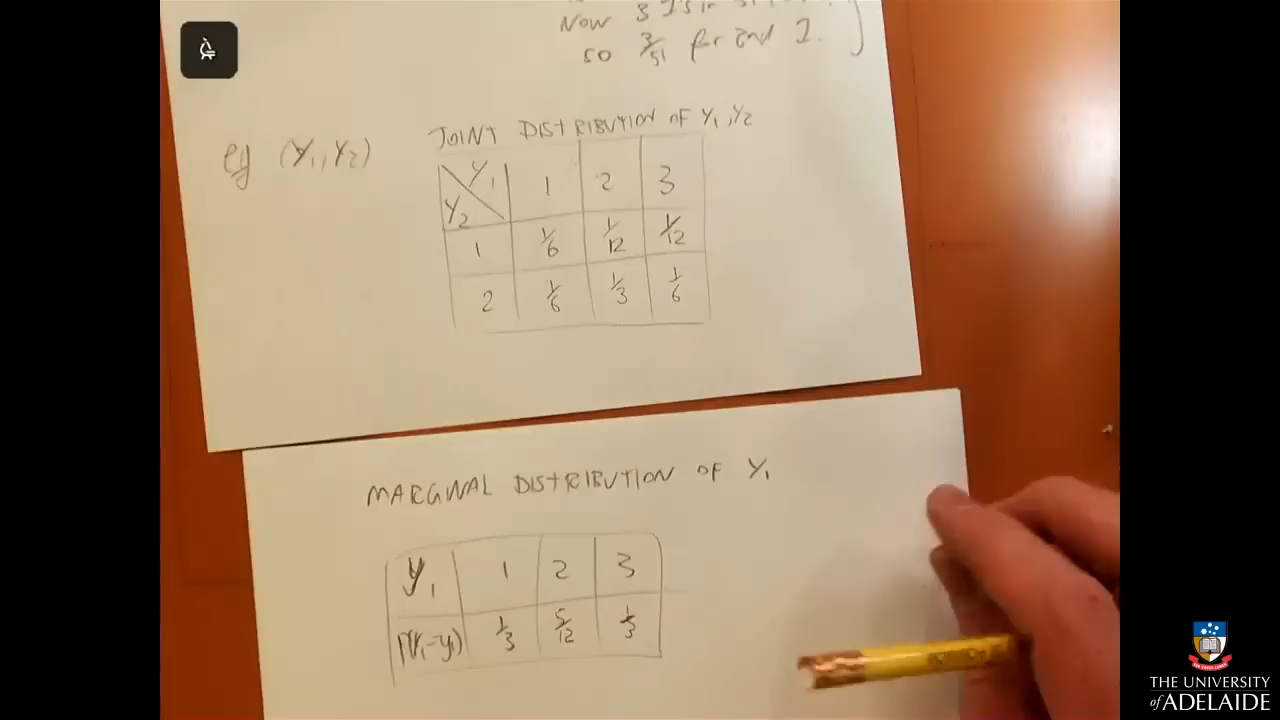 Now 3
so 3/51 for 2nd 2.
eg (Y1, Y2)
JOINT DISTRIBUTION OF Y1, Y2
Y1 1 2 3
Y2
1 1/6 1/12 1/12
2 1/6 1/3 1/6
MARGINAL DISTRIBUTION OF Y1
y1 1 2 3
P(Y1=y1) 1/3 5/12
THE UNIVERSITY
of ADELAIDE